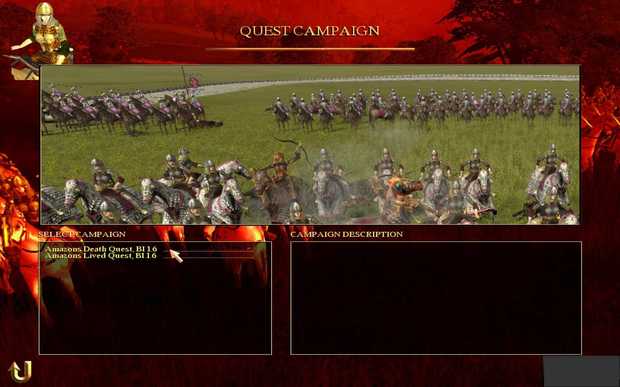 QUEST CAMPAIGN
SELECT CAMPAIGN
CAMPAIGN DESCRIPTION
Amazons Death Quest, BI 1.6
Amazons Lived Quest, BI 1.6